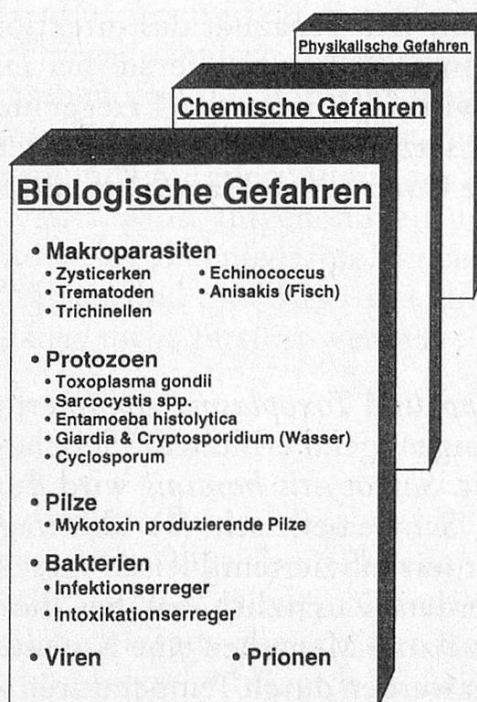 Physikalische Gefahren
Chemische Gefahren
Biologische Gefahren
• Makroparasiten
• Zysticerken • Echinococcus
• Trematoden • Anisakis (Fisch)
• Trichinellen
• Protozoen
• Toxoplasma gondii
• Sarcocystis spp.
• Entamoeba histolytica
• Giardia & Cryptosporidium (Wasser)
• Cyclosporum
• Pilze
• Mykotoxin produzierende Pilze
• Bakterien
• Infektionserreger
• Intoxikationserreger
• Viren • Prionen